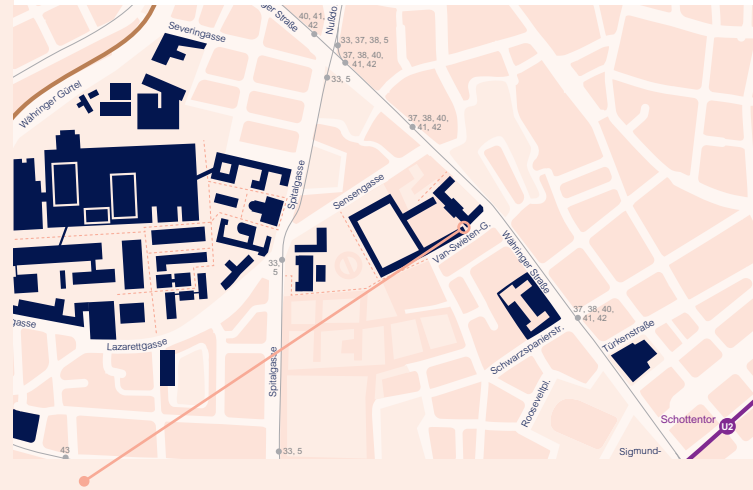 Severingasse
ger Straße
40, 41,
42
Nußdo
33, 37, 38, 5
37, 38, 40,
41, 42
33, 5
Währinger Gürtel
37, 38, 40,
41, 42
Spitalgasse
Sensengasse
Van-Swieten-G.
Währinger Straße
33,
5
37, 38, 40,
41, 42
gasse
Lazarettgasse
Türkenstraße
Schwarzspanierstr.
Spitalgasse
Rooseveltpl.
Schottentor
U2
43
33, 5
Sigmund-